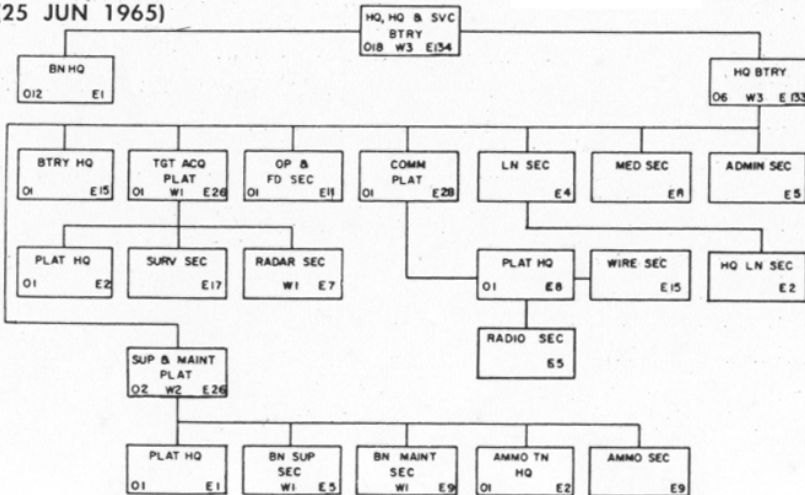 (25 JUN 1965)
HQ, HQ & SVC
BTRY
O18 W3 E134
BN HQ
O12 E1
HQ BTRY
O6 W3 E133
BTRY HQ
O1 E15
TGT ACQ
PLAT
O1 W1 E26
OP &
FD SEC
O1 E11
COMM
PLAT
O1 E28
LN SEC
E4
MED SEC
E8
ADMIN SEC
E5
PLAT HQ
O1 E2
SURV SEC
E17
RADAR SEC
W1 E7
PLAT HQ
O1 E8
WIRE SEC
E15
HQ LN SEC
E2
RADIO SEC
E5
SUP & MAINT
PLAT
O2 W2 E26
PLAT HQ
O1 E1
BN SUP
SEC
W1 E5
BN MAINT
SEC
W1 E9
AMMO TN
HQ
O1 E2
AMMO SEC
E9